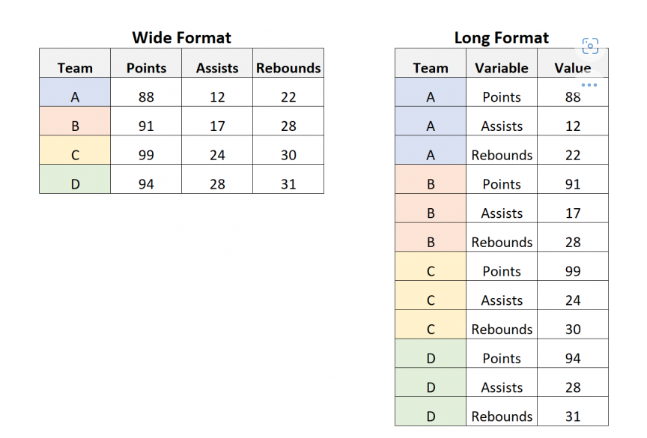 Wide Format
Team Points Assists Rebounds
A 88 12 22
B 91 17 28
C 99 24 30
D 94 28 31
Long Format
Team Variable Value
A Points 88
A Assists 12
A Rebounds 22
B Points 91
B Assists 17
B Rebounds 28
C Points 99
C Assists 24
C Rebounds 30
D Points 94
D Assists 28
D Rebounds 31